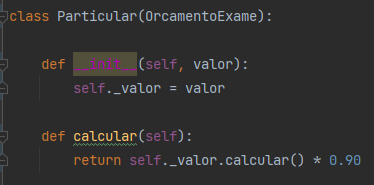 class Particular(OrcamentoExame):
def __init__(self, valor):
self._valor = valor
def calcular(self):
return self._valor.calcular() * 0.90